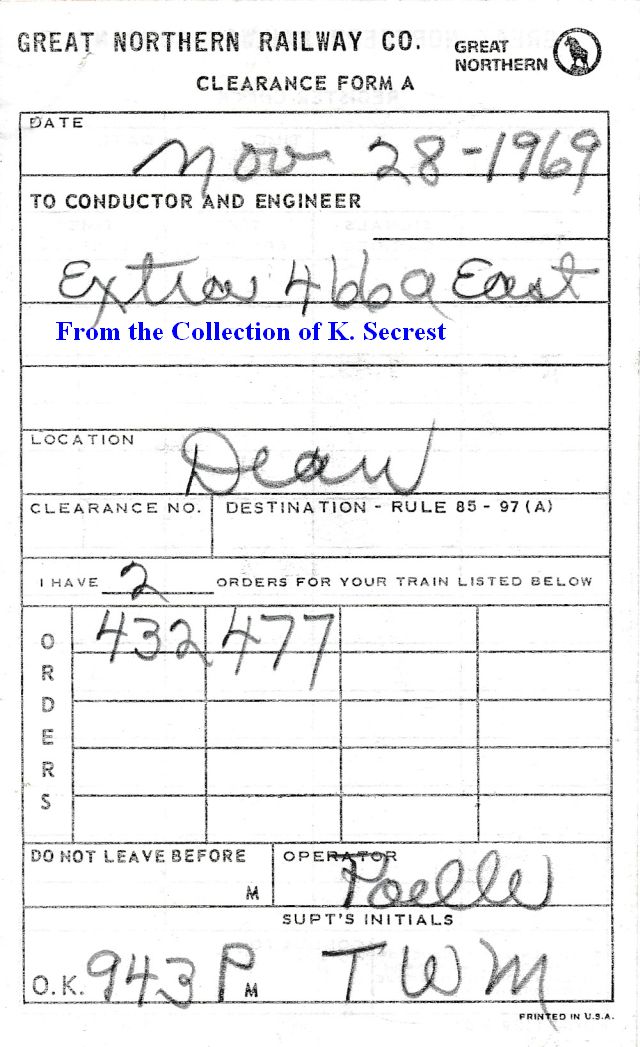 GREAT NORTHERN RAILWAY CO.
GREAT NORTHERN
CLEARANCE FORM A
DATE
Nov 28-1969
TO CONDUCTOR AND ENGINEER
Extra 466a East
From the Collection of K. Secrest
LOCATION
Dean
CLEARANCE NO. DESTINATION - RULE 85 - 97 (A)
I HAVE 2 ORDERS FOR YOUR TRAIN LISTED BELOW
ORDERS
432 477
DO NOT LEAVE BEFORE
M
OPERATOR
SUPT'S INITIALS
O.K. 943 P M TWM
PRINTED IN U.S.A.